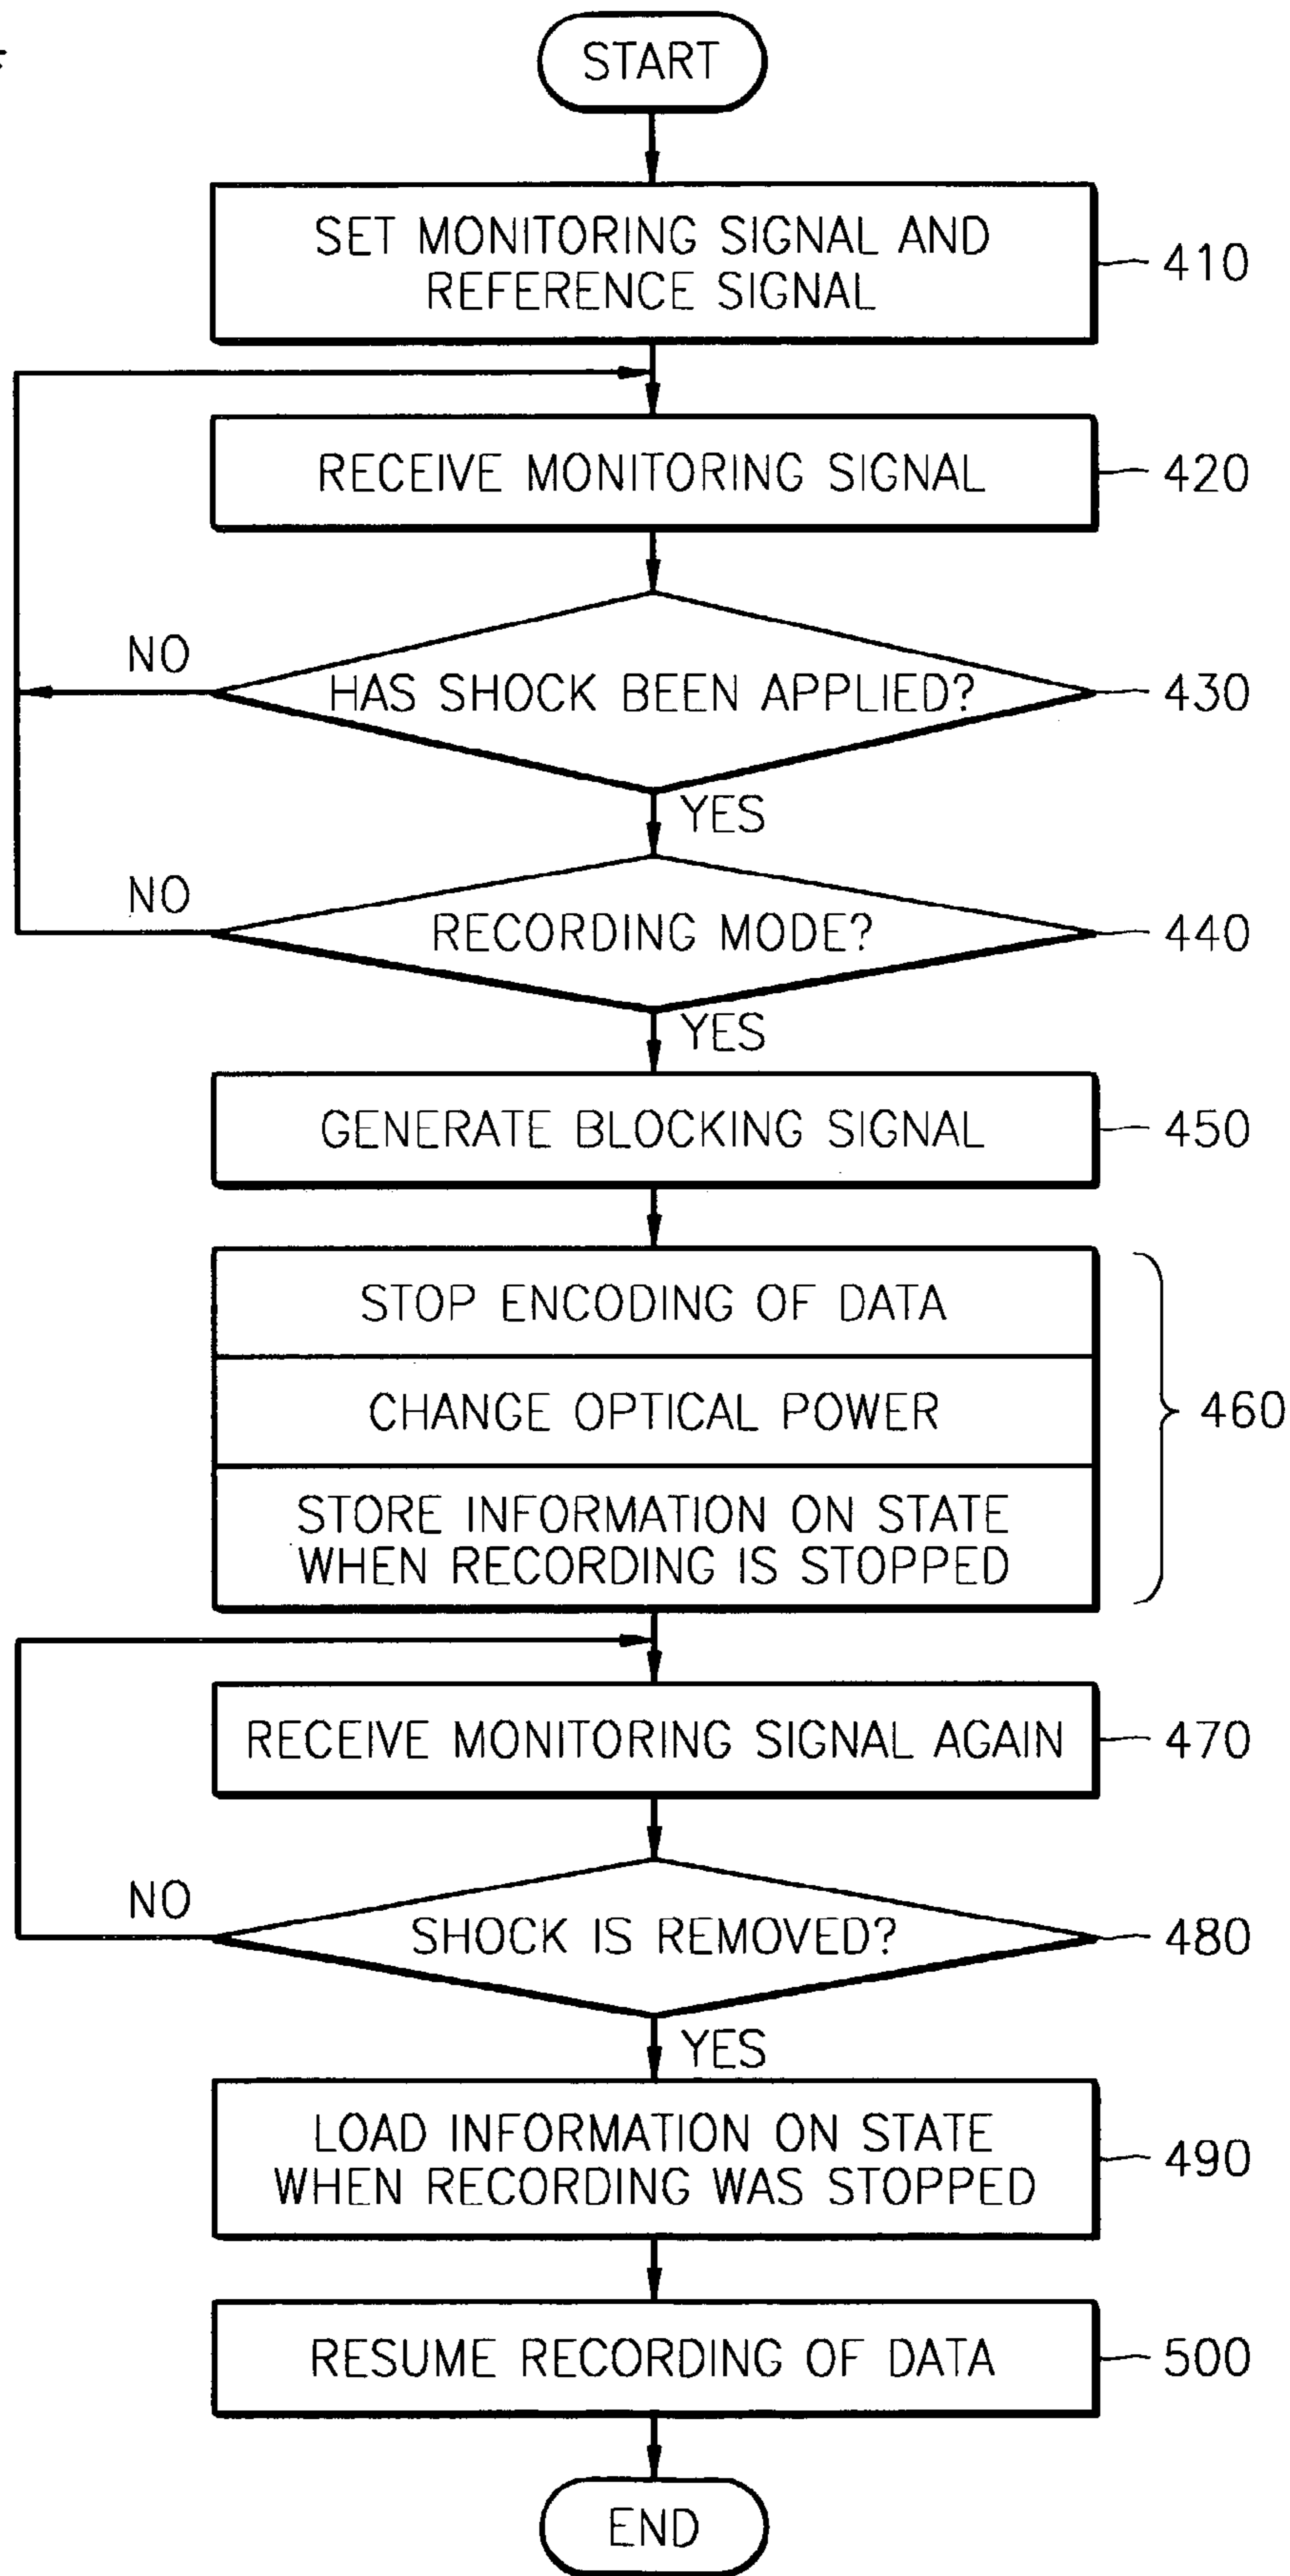 START
SET MONITORING SIGNAL AND
REFERENCE SIGNAL
410
RECEIVE MONITORING SIGNAL
420
NO
HAS SHOCK BEEN APPLIED?
430
YES
NO
RECORDING MODE?
440
YES
GENERATE BLOCKING SIGNAL
450
STOP ENCODING OF DATA
CHANGE OPTICAL POWER
460
STORE INFORMATION ON STATE
WHEN RECORDING IS STOPPED
RECEIVE MONITORING SIGNAL AGAIN
470
NO
SHOCK IS REMOVED?
480
YES
LOAD INFORMATION ON STATE
WHEN RECORDING WAS STOPPED
490
RESUME RECORDING OF DATA
500
END